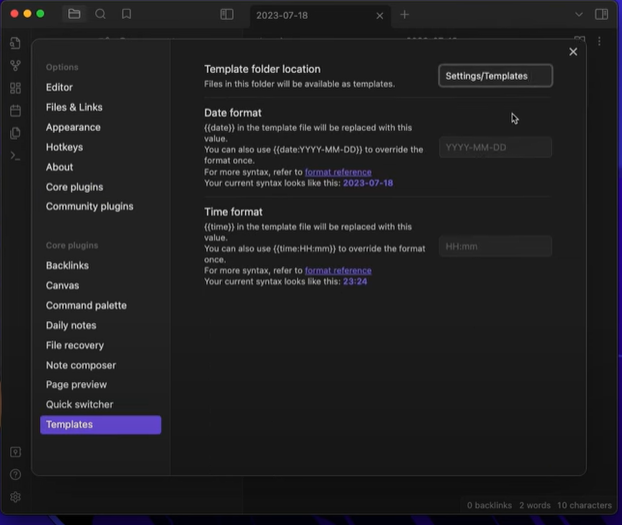 2023-07-18
Options
Editor
Files & Links
Appearance
Hotkeys
About
Core plugins
Community plugins
Core plugins
Backlinks
Canvas
Command palette
Daily notes
File recovery
Note composer
Page preview
Quick switcher
Templates
Template folder location
Files in this folder will be available as templates.
Settings/Templates
Date format
{{date}} in the template file will be replaced with this
value.
You can also use {{date:YYYY-MM-DD}} to override the
format once.
For more syntax, refer to format reference
Your current syntax looks like this: 2023-07-18
YYYY-MM-DD
Time format
{{time}} in the template file will be replaced with this
value.
You can also use {{time:HH:mm}} to override the format
once.
For more syntax, refer to format reference
Your current syntax looks like this: 23:24
HH:mm
0 backlinks 2 words 10 characters